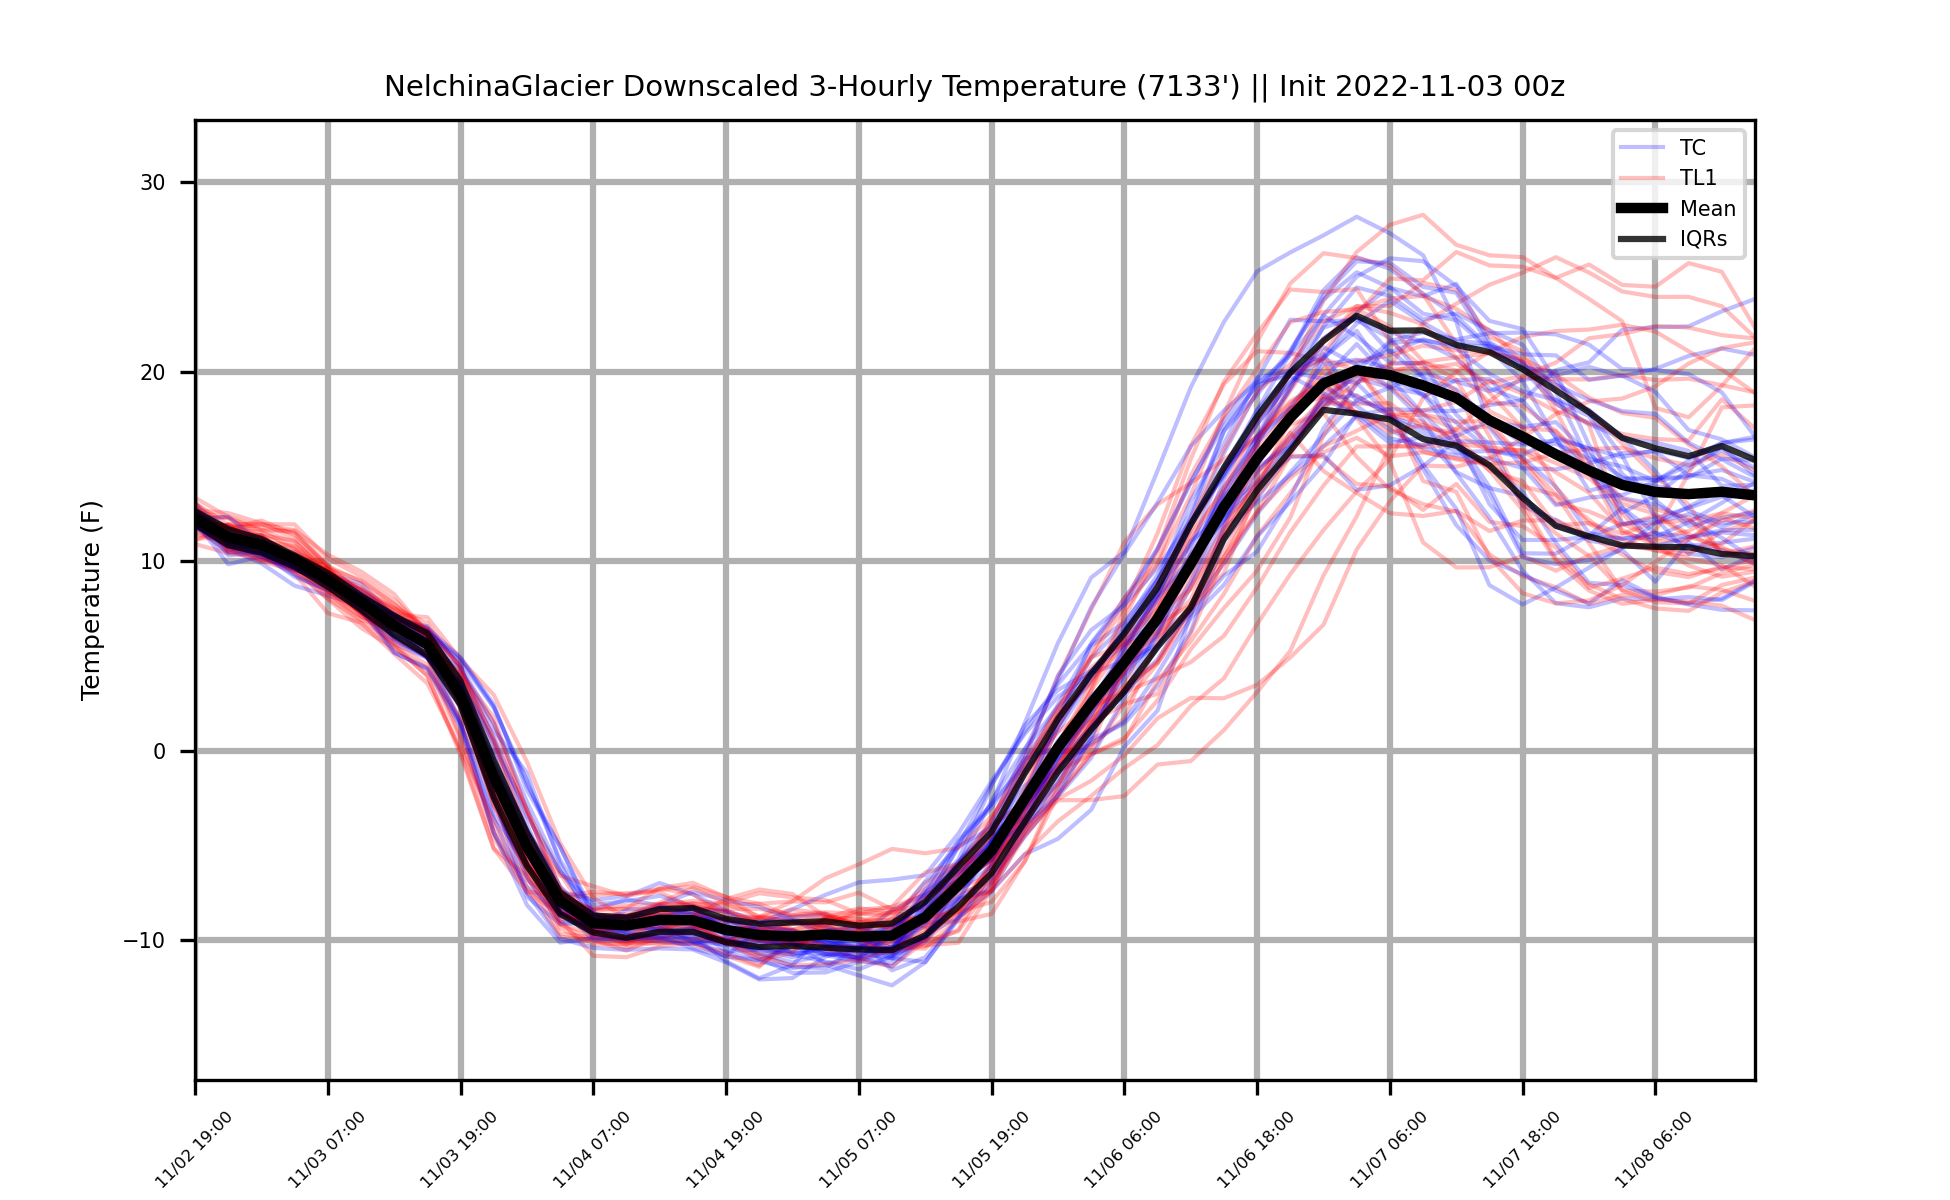 NelchinaGlacier Downscaled 3-Hourly Temperature (7133') || Init 2022-11-03 00z
TC
TL1
Mean
IQRs
Temperature (F)
30
20
10
0
−10
11/02 19:00
11/03 07:00
11/03 19:00
11/04 07:00
11/04 19:00
11/05 07:00
11/05 19:00
11/06 06:00
11/06 18:00
11/07 06:00
11/07 18:00
11/08 06:00